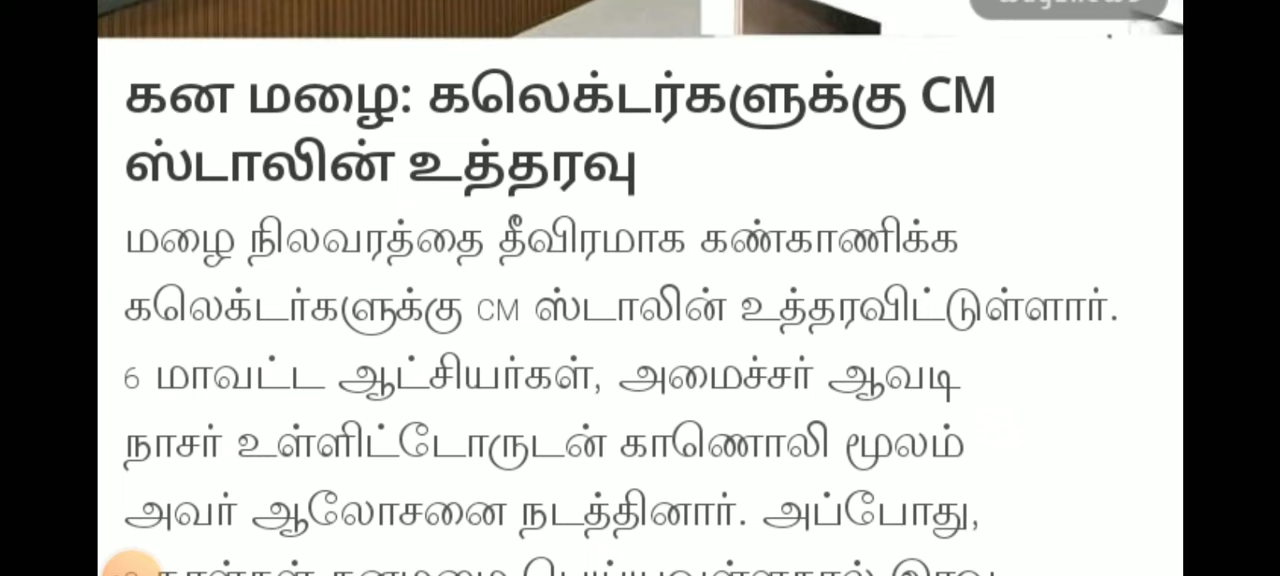 கன மழை: கலெக்டர்களுக்கு CM
ஸ்டாலின் உத்தரவு
மழை நிலவரத்தை தீவிரமாக கண்காணிக்க
கலெக்டர்களுக்கு CM ஸ்டாலின் உத்தரவிட்டுள்ளார்.
6 மாவட்ட ஆட்சியர்கள், அமைச்சர் ஆவடி
நாசர் உள்ளிட்டோருடன் காணொலி மூலம்
அவர் ஆலோசனை நடத்தினார். அப்போது,